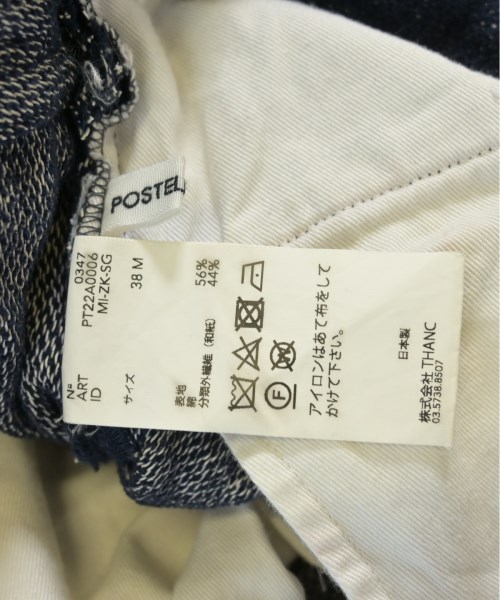 POSTEL
Nº 0347
ART PT22A0006
ID MI-ZK-SG
サイズ 38 M
表地
綿 56%
分類外繊維（和紙） 44%
F
アイロンはあて布をして
かけて下さい。
日本製
株式会社 THANC
03.5738.8507